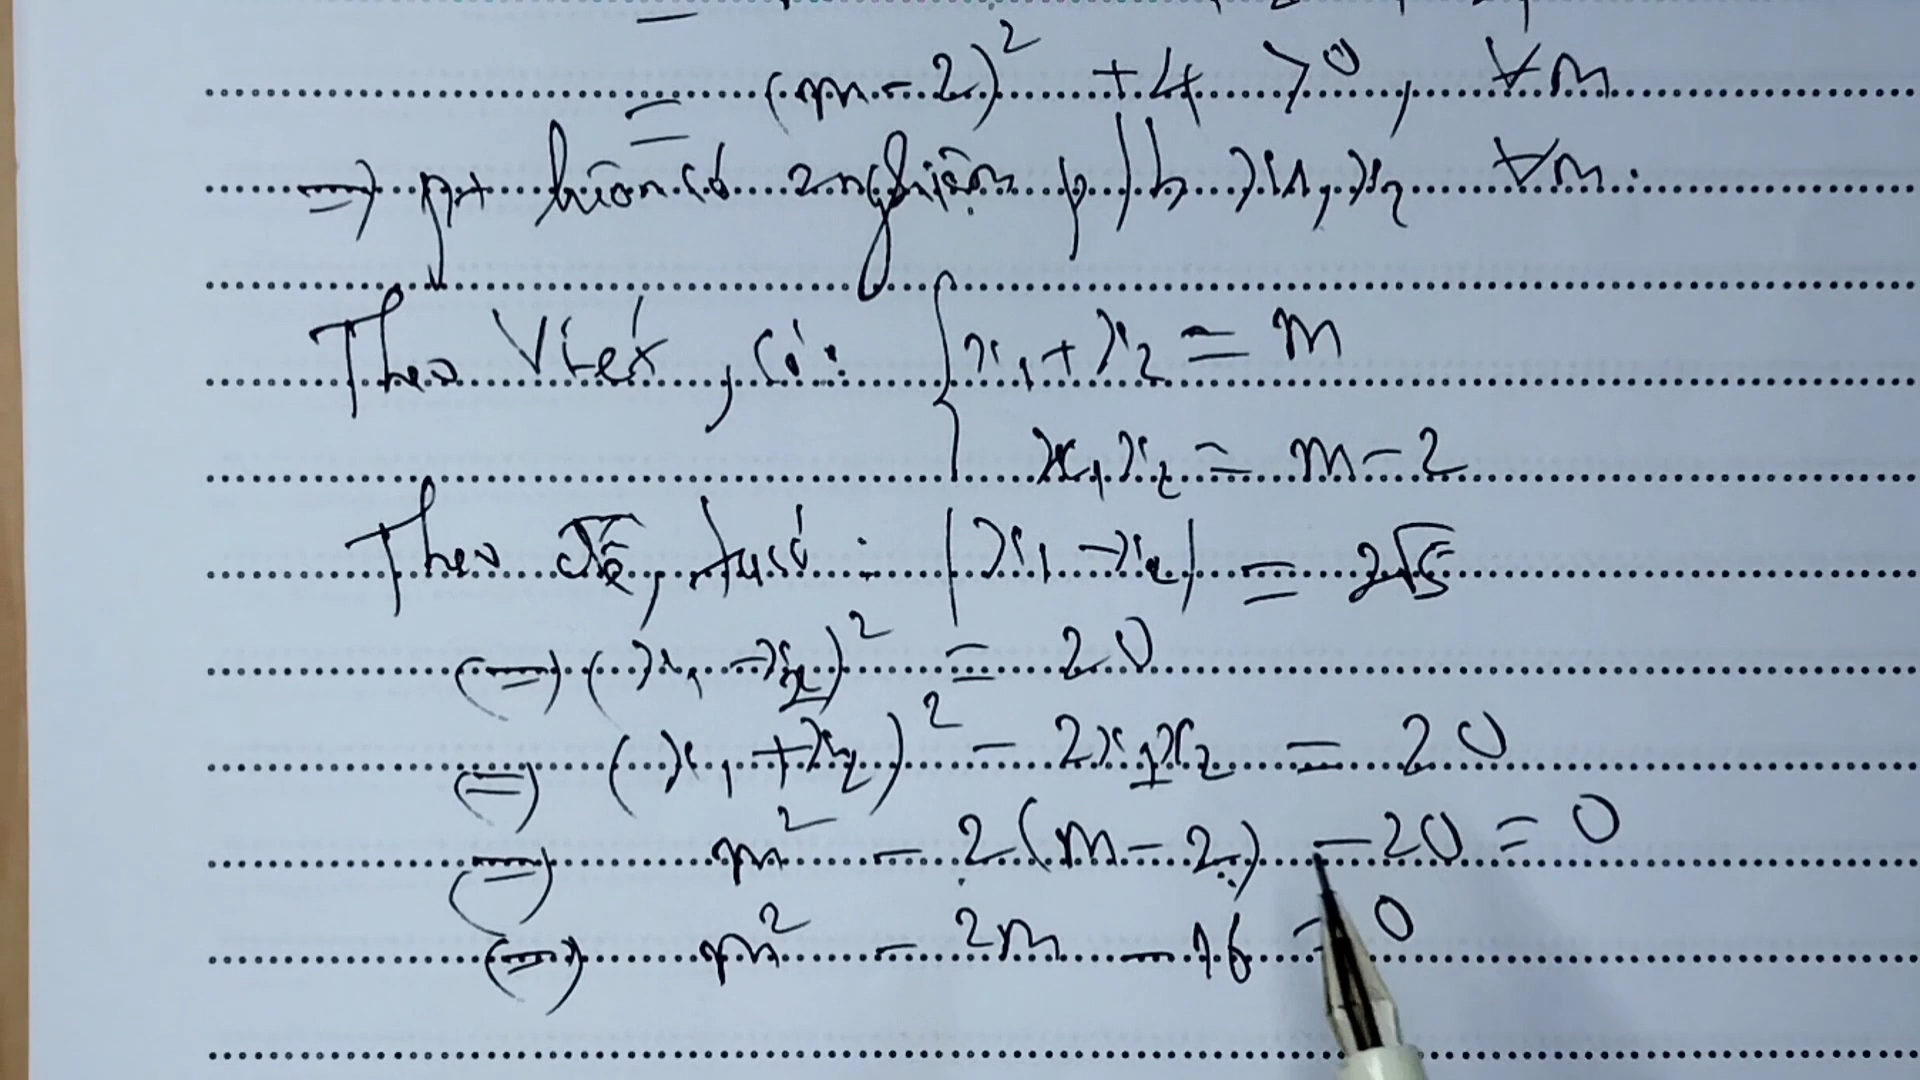 = (m - 2)² + 4 > 0, ∀m
=> pt luôn có 2 nghiệm p/b x₁, x₂ ∀m.
Theo Viet, có: { x₁ + x₂ = m
x₁x₂ = m - 2
Theo đề, ta có : |x₁ - x₂| = 2√5
(=) (x₁ - x₂)² = 20
(=) (x₁ + x₂)² - 2x₁x₂ = 20
(=) m² - 2(m - 2) - 20 = 0
(=) m² - 2m - 16 = 0